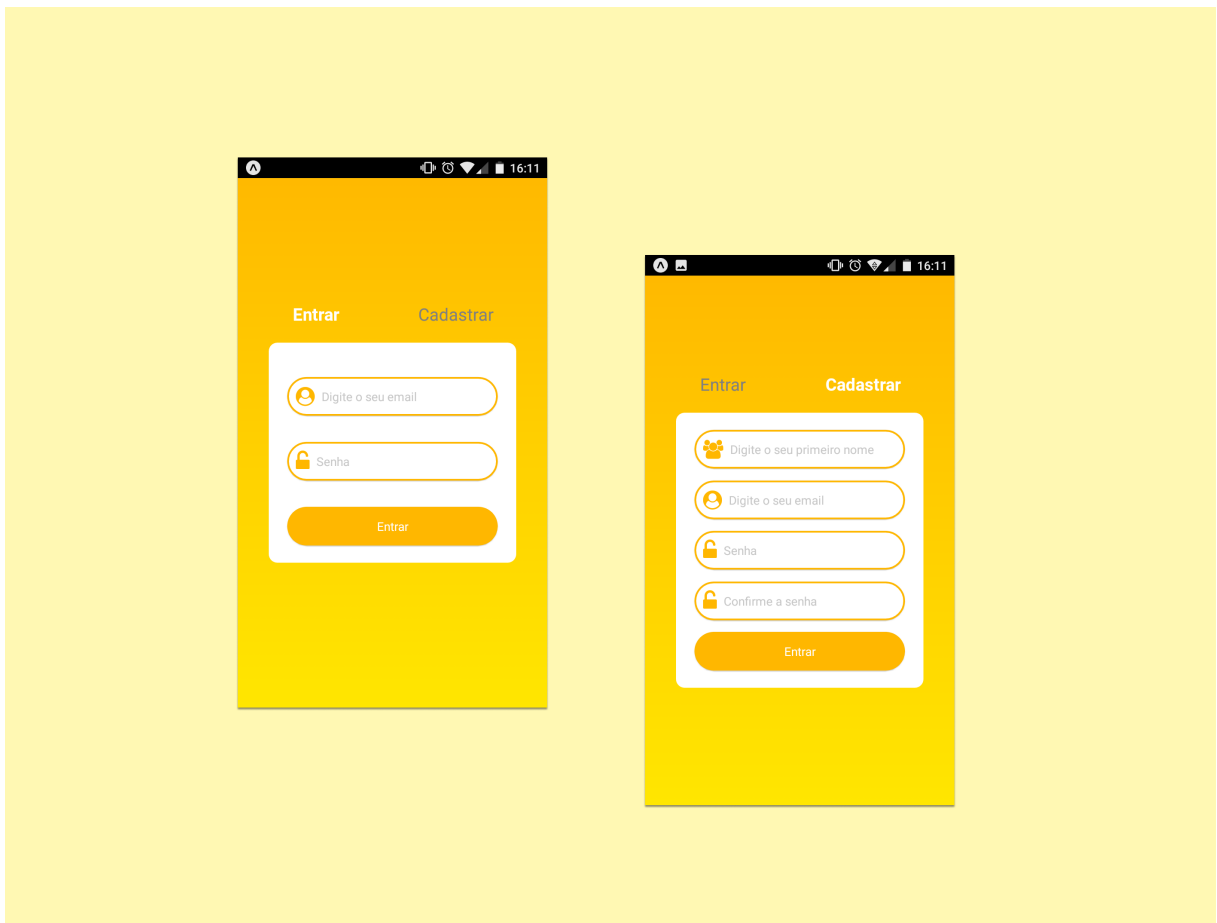 16:11
Entrar
Cadastrar
Digite o seu email
Senha
Entrar
16:11
Entrar
Cadastrar
Digite o seu primeiro nome
Digite o seu email
Senha
Confirme a senha
Entrar